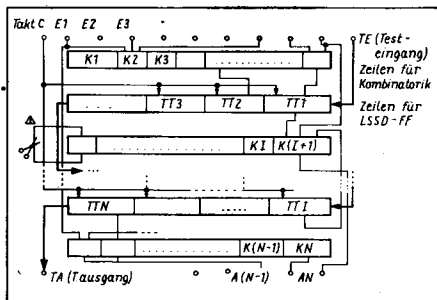 Takt C E1 E2 E3
TE (Test-
eingang)
K1 K2 K3 ..........
Zeilen für
Kombinatorik
... TT3 TT2 TT1
Zeilen für
LSSD-FF
.......... KI K(I+1)
...
TTN ..... TTI
.......... K(N-1) KN
TA (Tausgang) A(N-1) AN